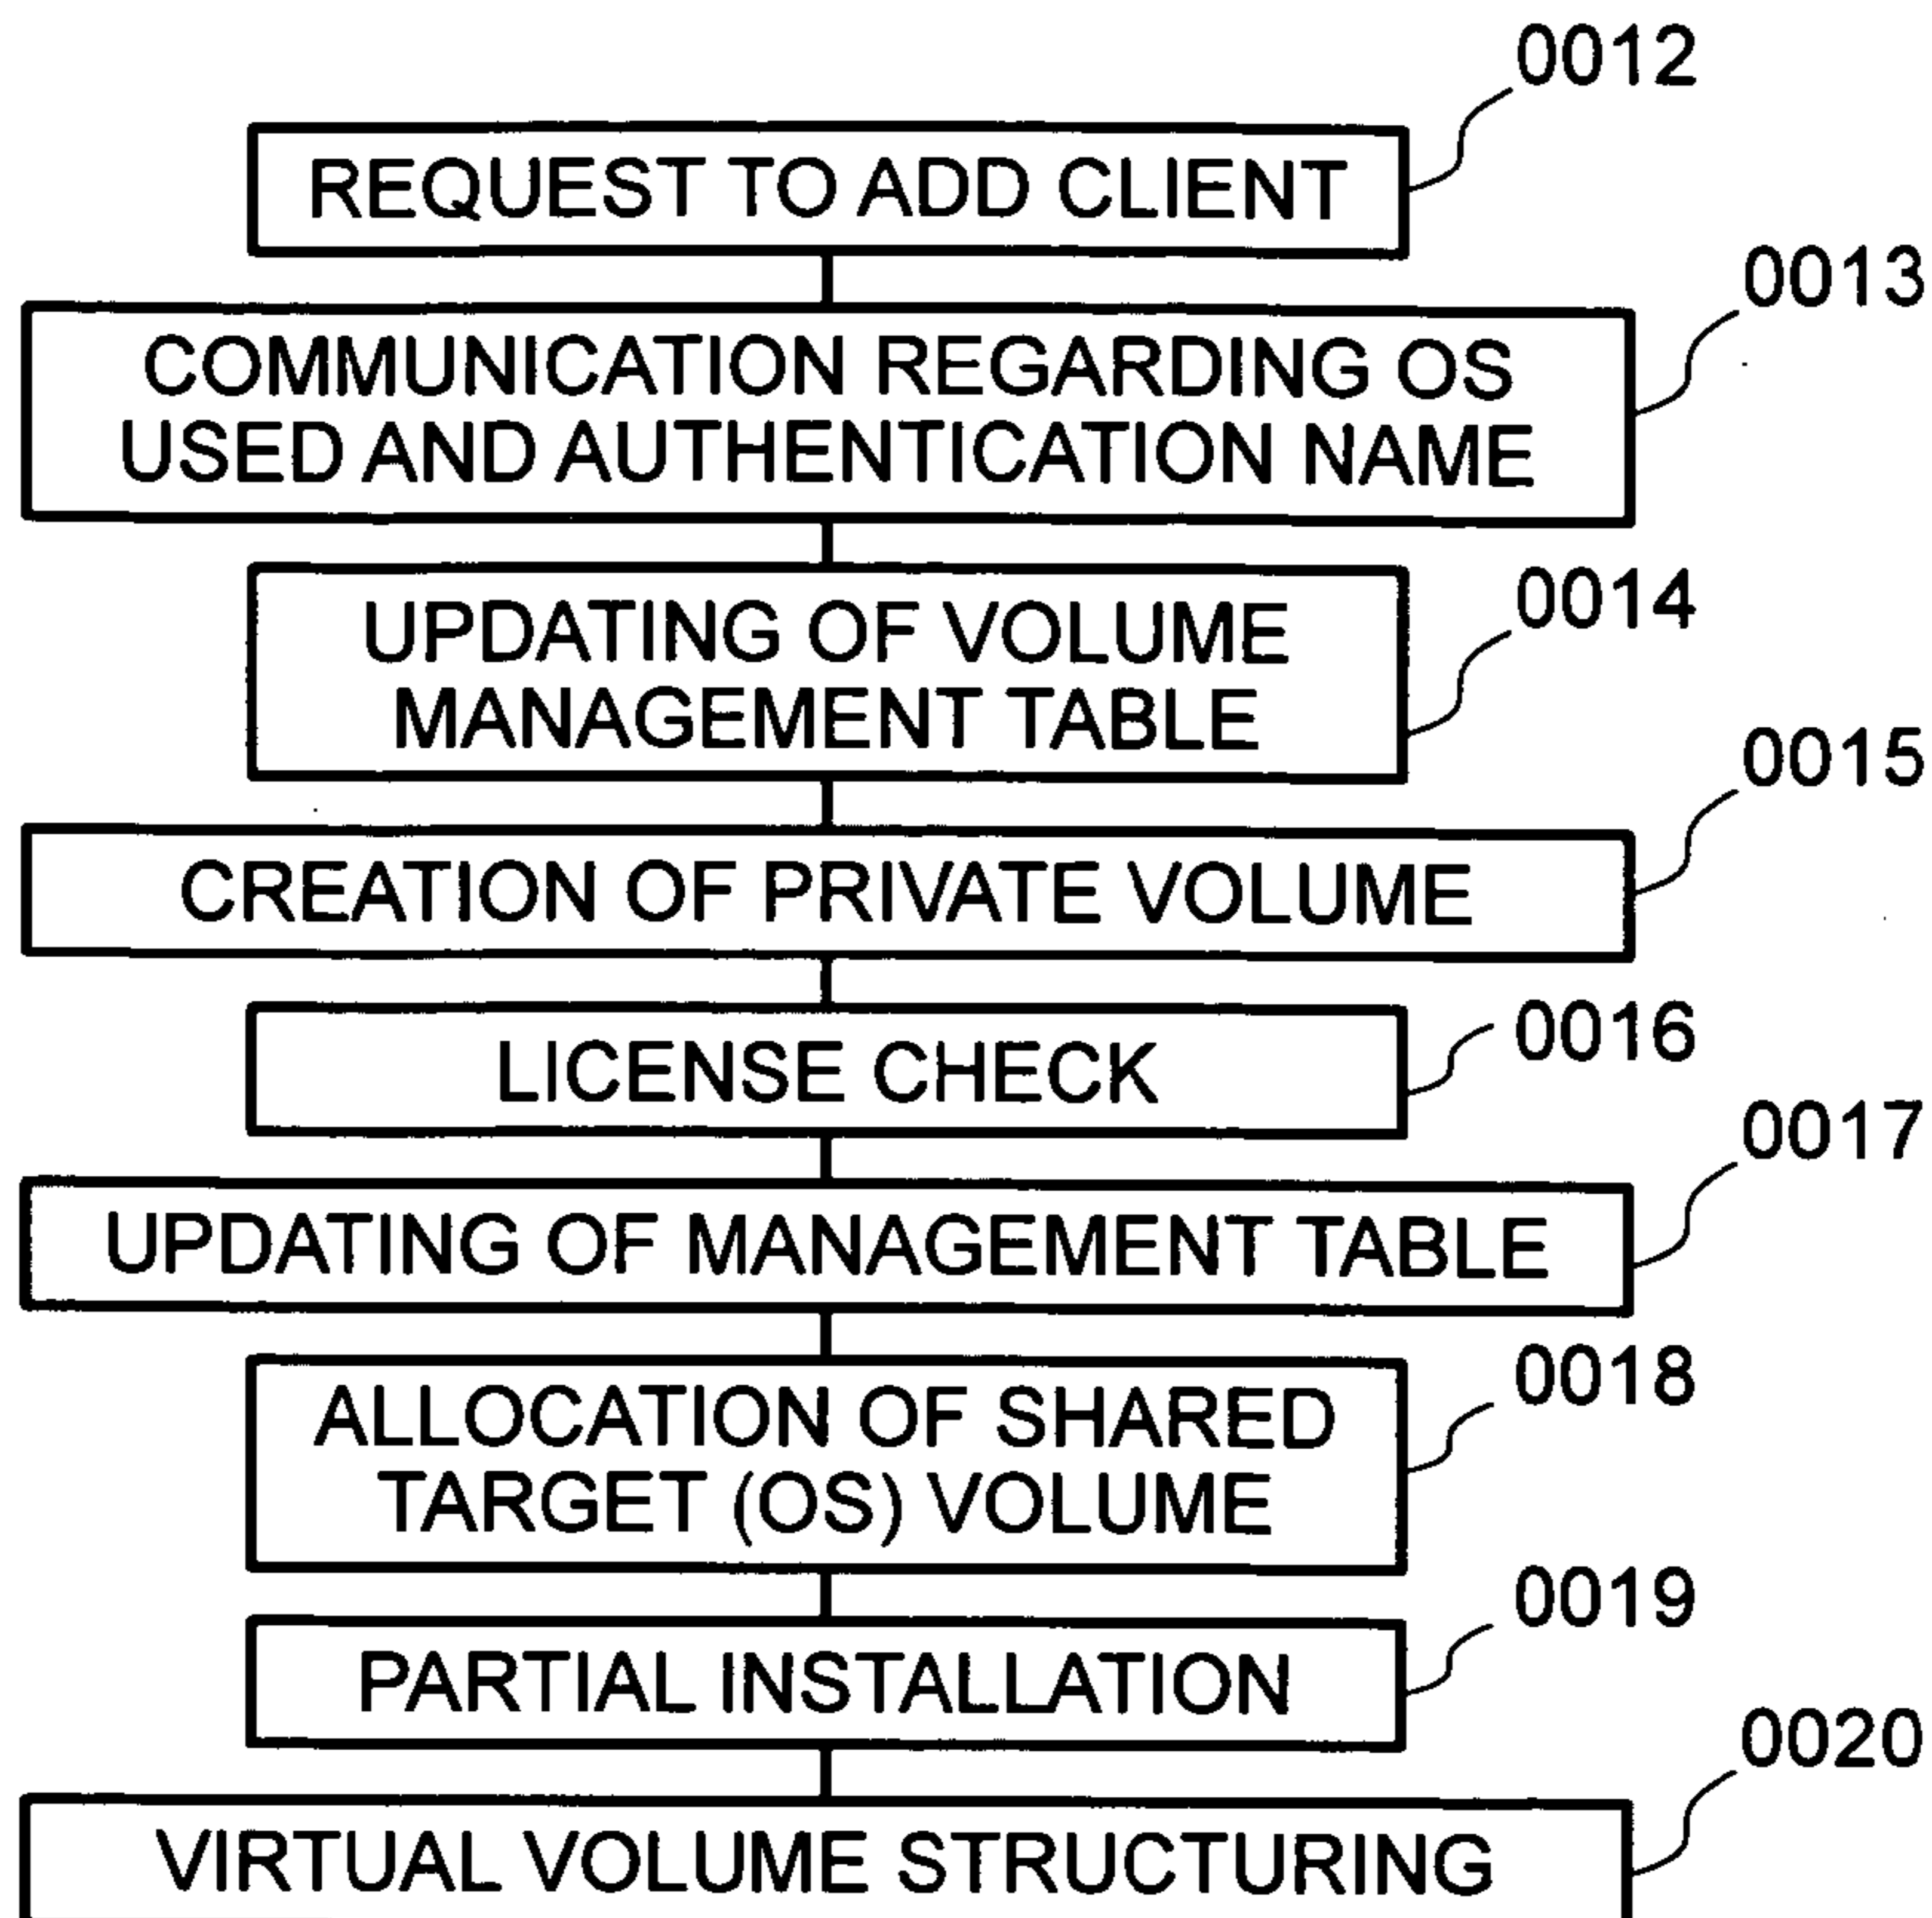 0012
REQUEST TO ADD CLIENT
0013
COMMUNICATION REGARDING OS
USED AND AUTHENTICATION NAME
0014
UPDATING OF VOLUME
MANAGEMENT TABLE
0015
CREATION OF PRIVATE VOLUME
0016
LICENSE CHECK
0017
UPDATING OF MANAGEMENT TABLE
0018
ALLOCATION OF SHARED
TARGET (OS) VOLUME
0019
PARTIAL INSTALLATION
0020
VIRTUAL VOLUME STRUCTURING